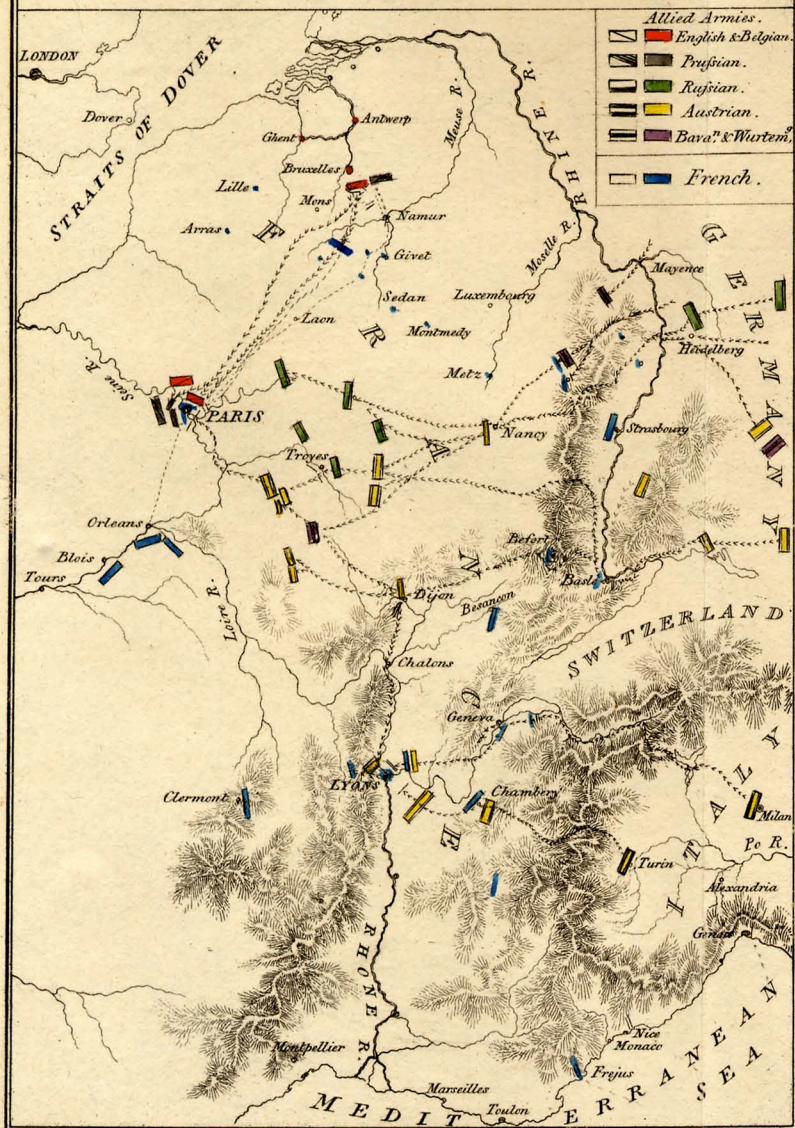 Allied Armies.
English & Belgian.
Pruſsian.
Ruſsian.
Austrian.
Bava.n & Wurtem.g
French.
LONDON
STRAITS OF DOVER
Dover
Antwerp
Ghent
Bruxelles
Meuse R.
RHINE R.
Lille
Mons
Namur
Arras
Givet
Moselle R.
Mayence
Sedan
Luxembourg
Laon
Montmedy
Heidelberg
Metz
Seine R.
PARIS
Nancy
Strasbourg
Troyes
GERMANY
FRANCE
Orleans
Blois
Tours
Befort
Basle
Loire R.
Dijon
Besancon
SWITZERLAND
Chalons
Geneva
LYONS
Clermont
Chambery
Milan
ITALY
Po R.
Turin
Alexandria
Genoa
RHONE R.
Nice
Monaco
Montpellier
Frejus
Marseilles
Toulon
MEDITERRANEAN SEA